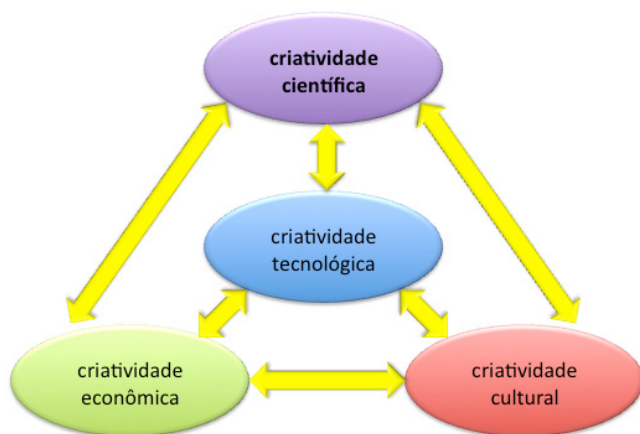 criatividade
científica
criatividade
tecnológica
criatividade
econômica
criatividade
cultural